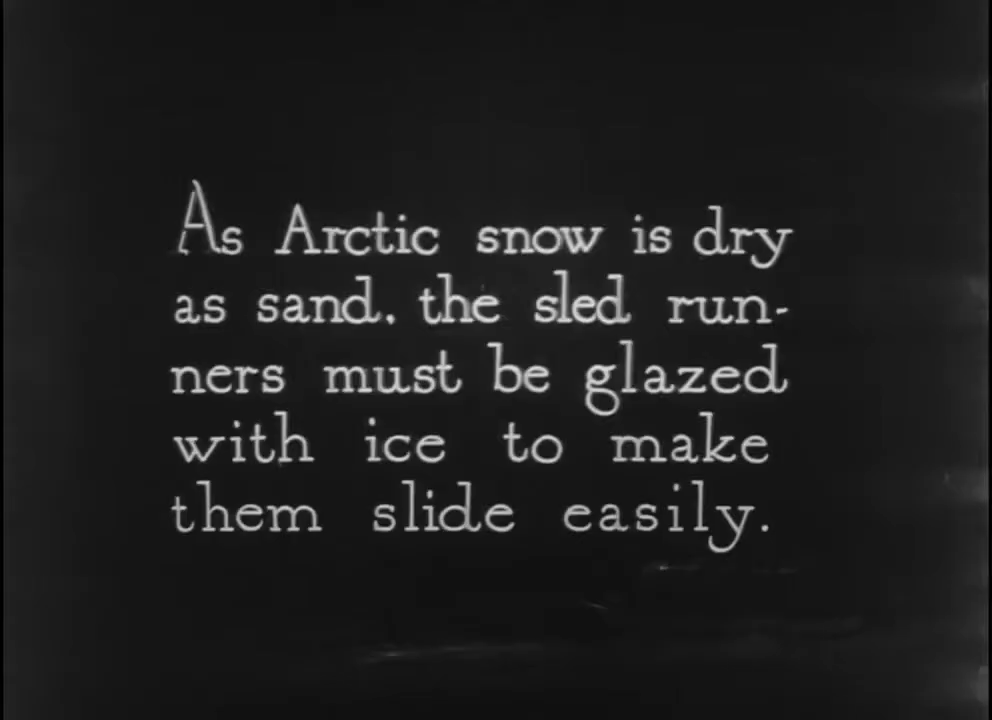 As Arctic snow is dry
as sand. the sled run-
ners must be glazed
with ice to make
them slide easily.